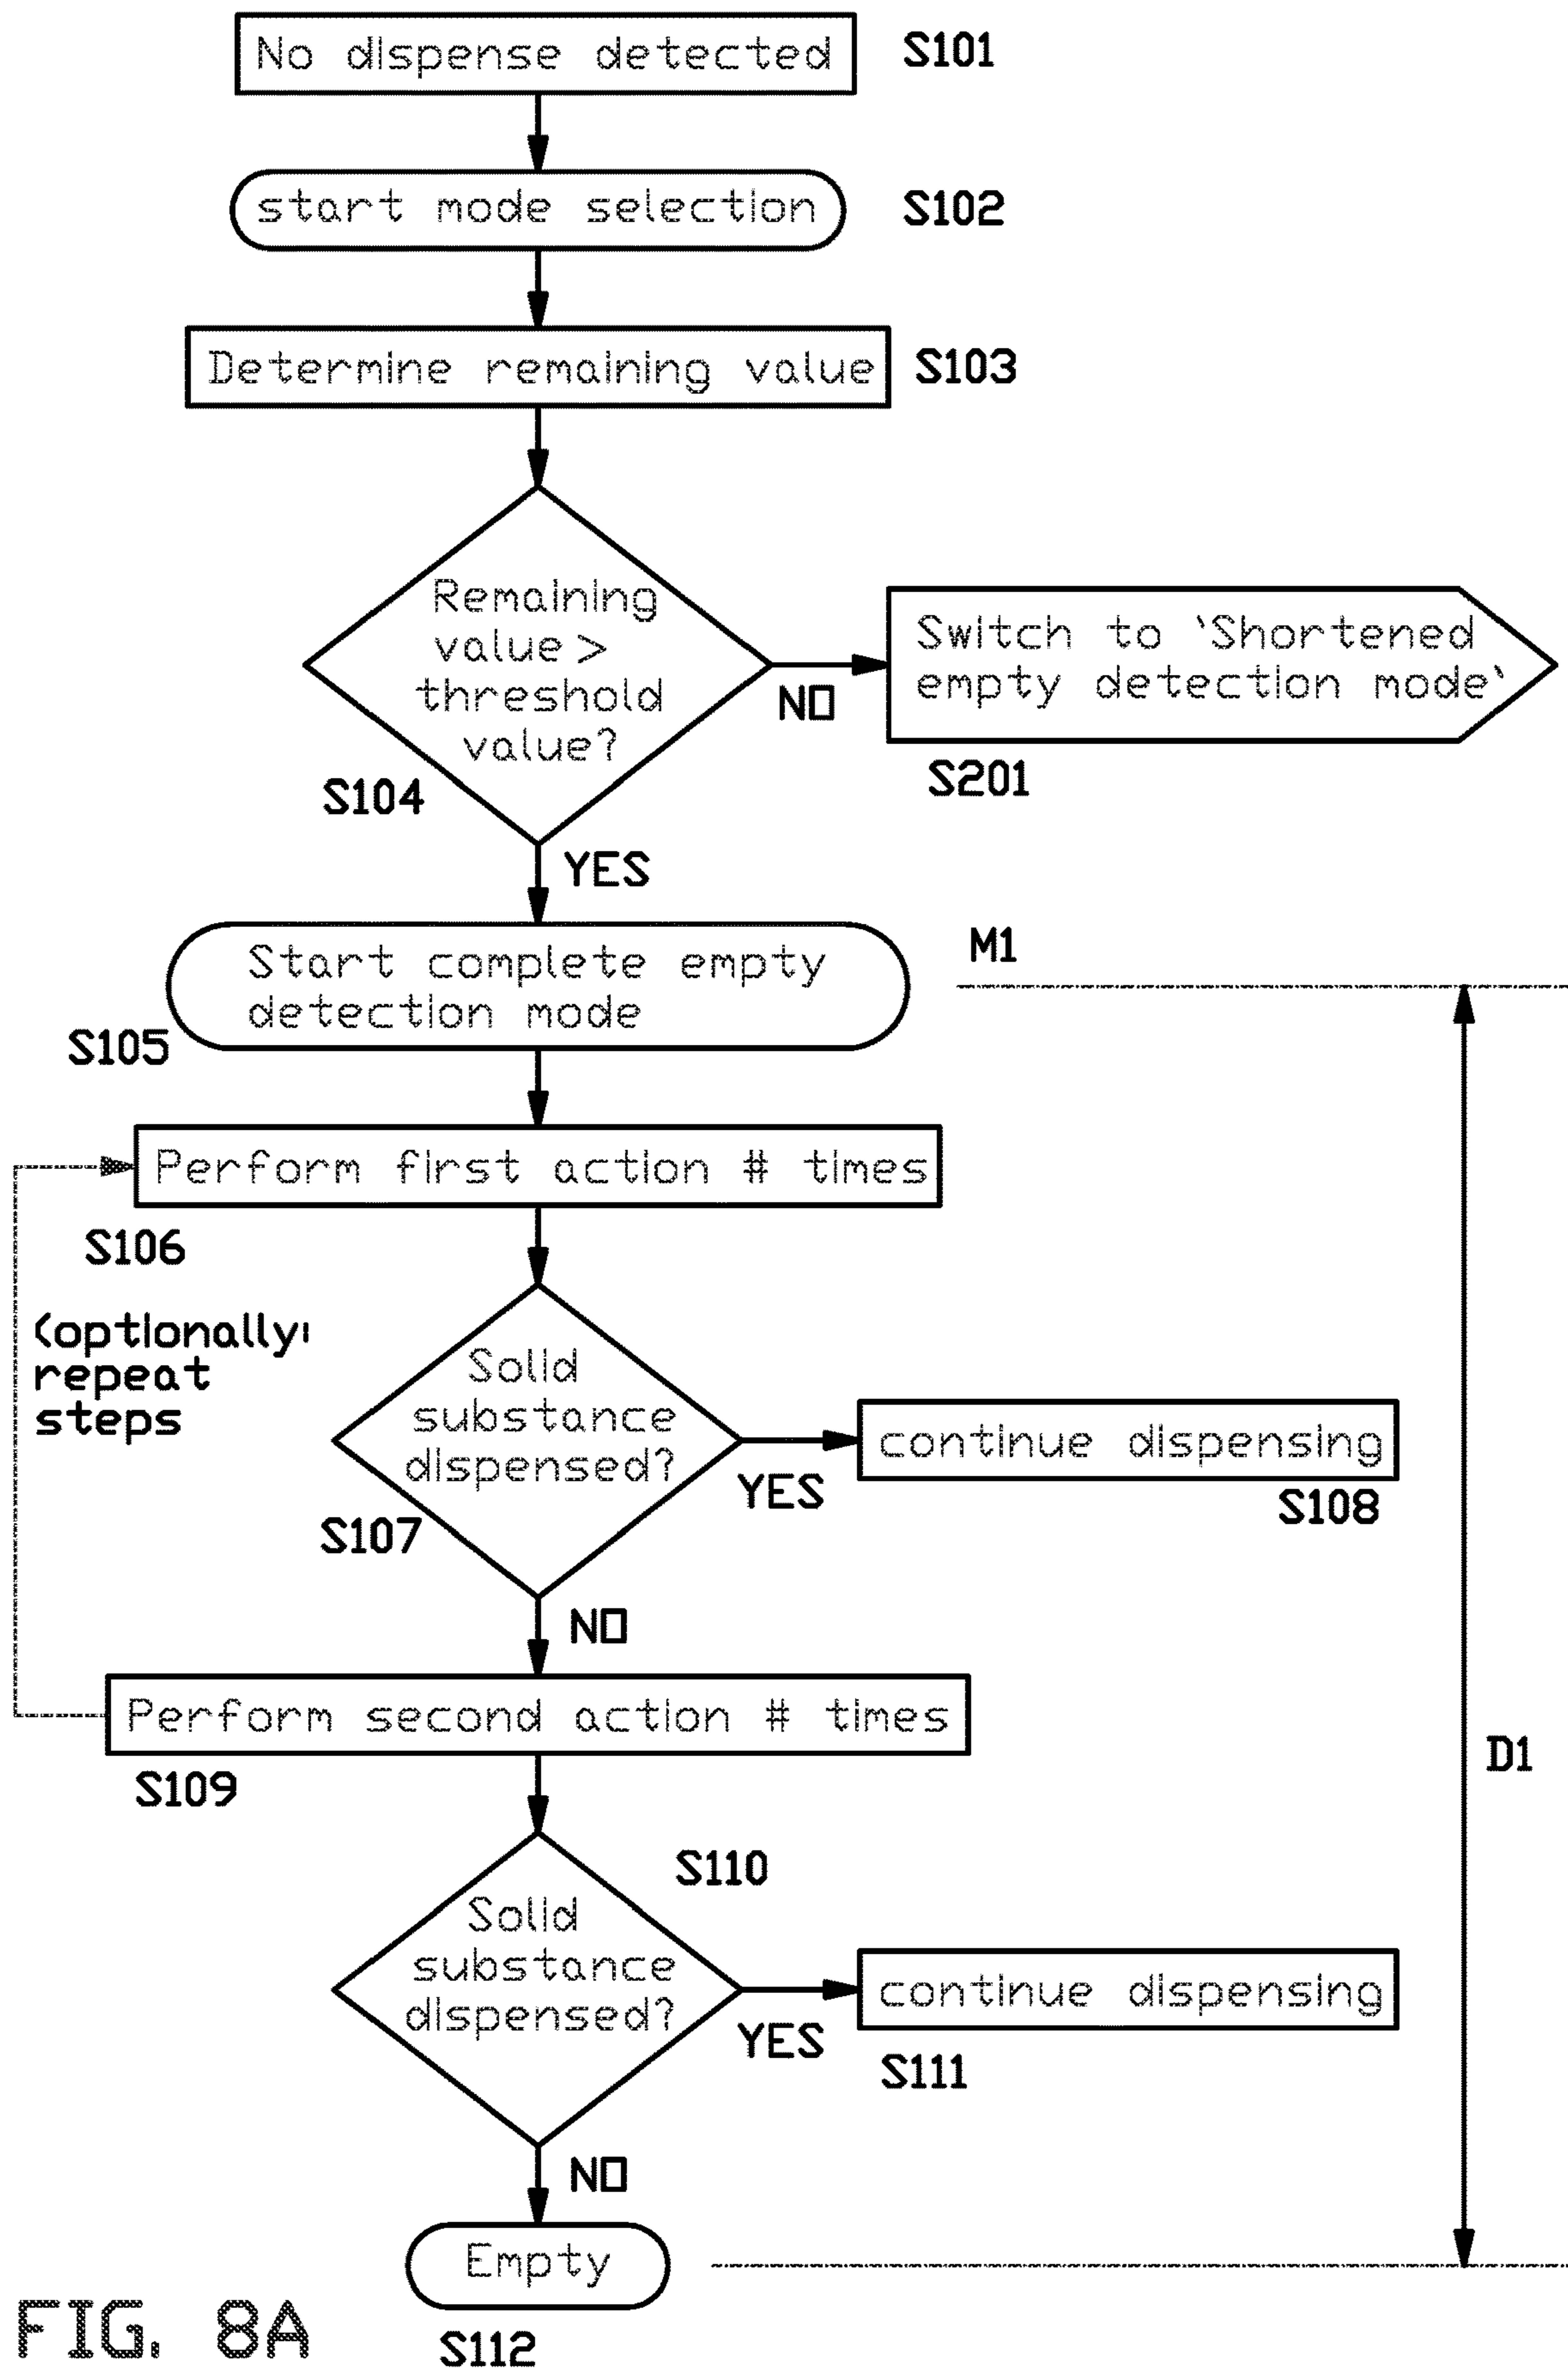 No dispense detected
S101
start mode selection
S102
Determine remaining value
S103
Remaining
value >
threshold
value?
S104
NO
Switch to ‘Shortened
empty detection mode‘
S201
YES
Start complete empty
detection mode
S105
M1
Perform first action # times
S106
(optionally:
repeat
steps
Solid
substance
dispensed?
S107
YES
continue dispensing
S108
NO
Perform second action # times
S109
D1
Solid
substance
dispensed?
S110
YES
continue dispensing
S111
NO
Empty
S112
FIG. 8A